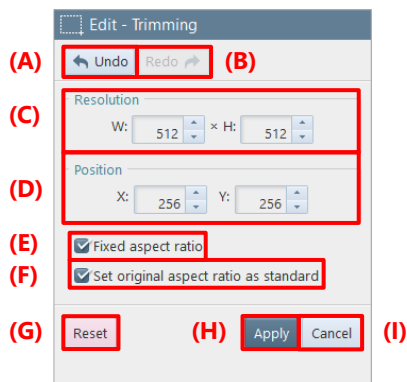 Edit - Trimming
(A) Undo Redo (B)
(C) Resolution
W: 512 × H: 512
(D) Position
X: 256 Y: 256
(E) Fixed aspect ratio
(F) Set original aspect ratio as standard
(G) Reset (H) Apply Cancel (I)